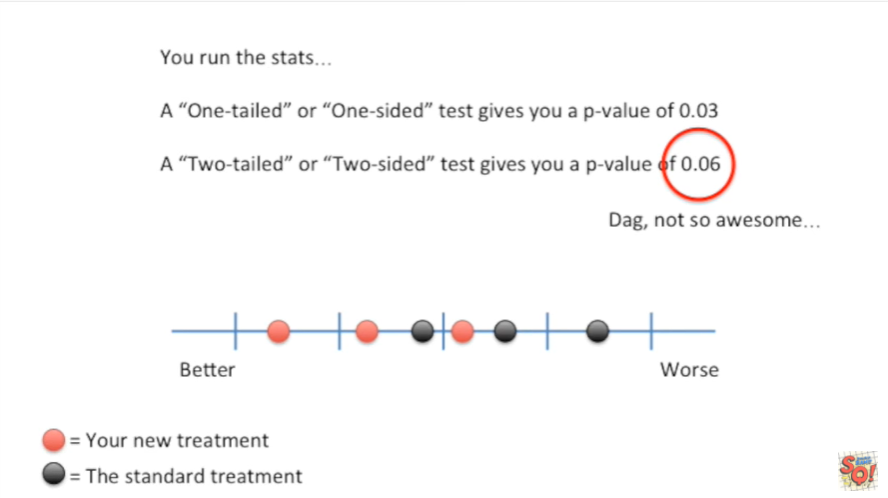 You run the stats…
A “One-tailed” or “One-sided” test gives you a p-value of 0.03
A “Two-tailed” or “Two-sided” test gives you a p-value of 0.06
Dag, not so awesome…
Better
Worse
= Your new treatment
= The standard treatment
SQ!